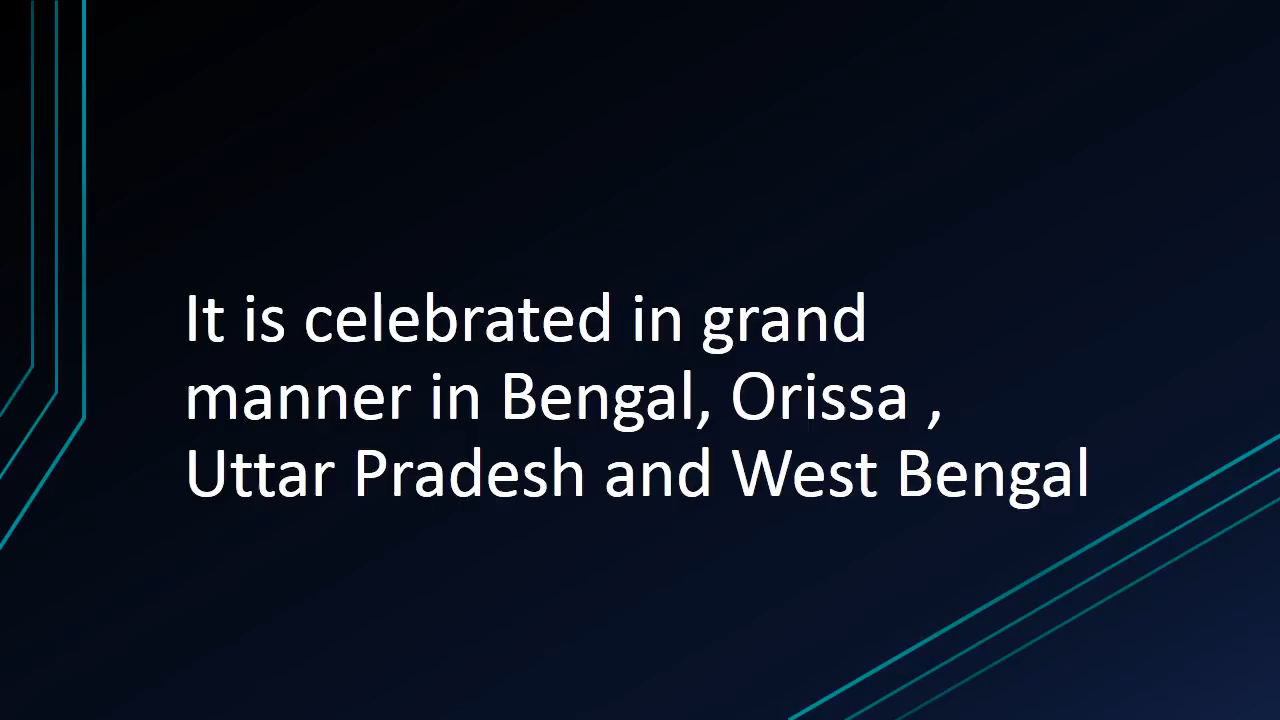 It is celebrated in grand
manner in Bengal, Orissa ,
Uttar Pradesh and West Bengal